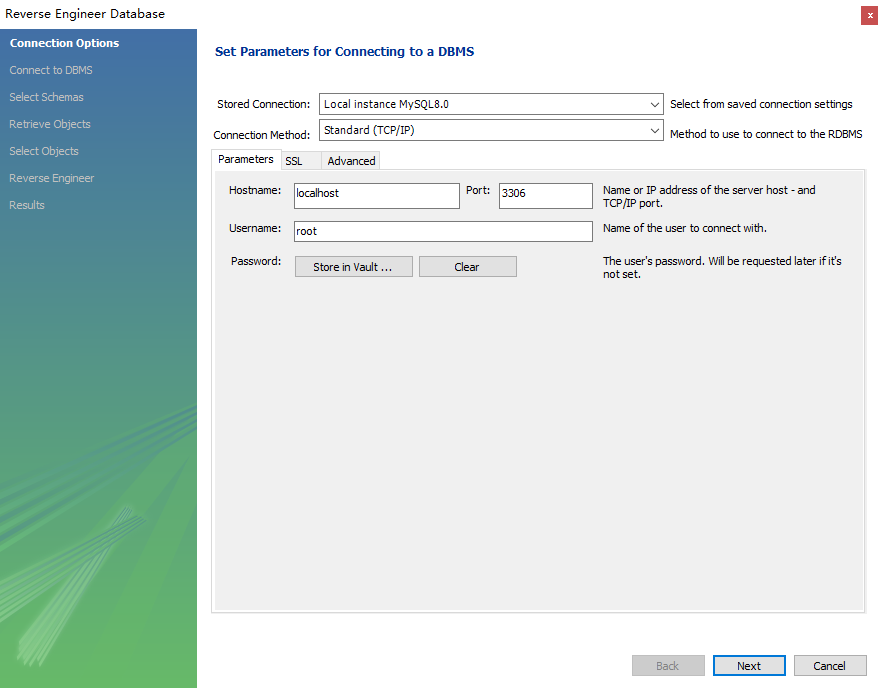 Reverse Engineer Database
x
Connection Options
Connect to DBMS
Select Schemas
Retrieve Objects
Select Objects
Reverse Engineer
Results
Set Parameters for Connecting to a DBMS
Stored Connection: Local instance MySQL8.0 Select from saved connection settings
Connection Method: Standard (TCP/IP) Method to use to connect to the RDBMS
Parameters SSL Advanced
Hostname: localhost Port: 3306 Name or IP address of the server host - and
TCP/IP port.
Username: root Name of the user to connect with.
Password: Store in Vault ... Clear The user's password. Will be requested later if it's
not set.
Back Next Cancel